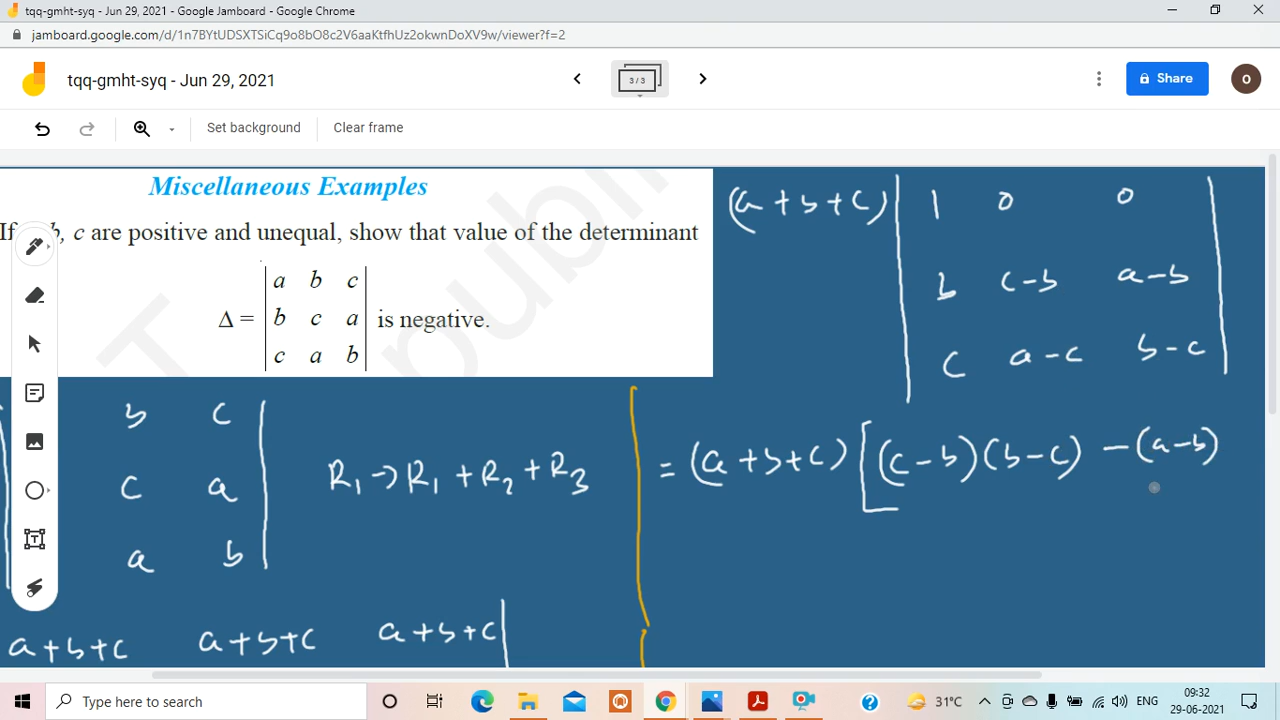 tqq-gmht-syq - Jun 29, 2021 - Google Jamboard - Google Chrome
jamboard.google.com/d/1n7BYtUDSXTSiCq9o8bO8c2V6aaKtfhUz2okwnDoXV9w/viewer?f=2
tqq-gmht-syq - Jun 29, 2021
3 / 3
Share
O
Set background
Clear frame
Miscellaneous Examples
If b, c are positive and unequal, show that value of the determinant
a b c
Δ = b c a is negative.
c a b
(a+b+c) | 1 0 0 |
b c-b a-b
c a-c b-c
b c |
c a R₁→R₁+R₂+R₃
a b
= (a+b+c) [(c-b)(b-c) -(a-b)
a+b+c a+b+c a+b+c |
Type here to search
31°C
ENG
09:32
29-06-2021